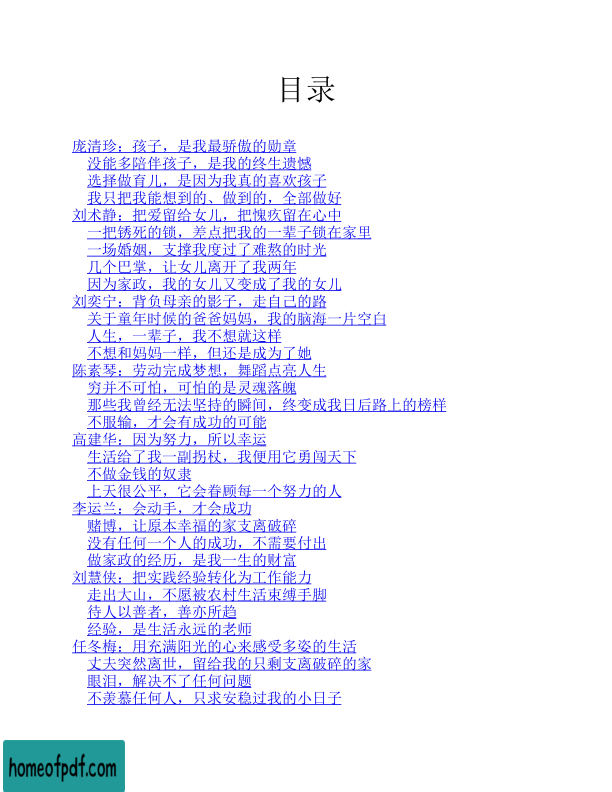 目录
庞清珍：孩子，是我最骄傲的勋章
没能多陪伴孩子，是我的终生遗憾
选择做育儿，是因为我真的喜欢孩子
我只把我能想到的、做到的，全部做好
刘术静：把爱留给女儿，把愧疚留在心中
一把锈死的锁，差点把我的一辈子锁在家里
一场婚姻，支撑我度过了难熬的时光
几个巴掌，让女儿离开了我两年
因为家政，我的女儿又变成了我的女儿
刘奕宁：背负母亲的影子，走自己的路
关于童年时候的爸爸妈妈，我的脑海一片空白
人生，一辈子，我不想就这样
不想和妈妈一样，但还是成为了她
陈素琴：劳动完成梦想，舞蹈点亮人生
穷并不可怕，可怕的是灵魂落魄
那些我曾经无法坚持的瞬间，终变成我日后路上的榜样
不服输，才会有成功的可能
高建华：因为努力，所以幸运
生活给了我一副拐杖，我便用它勇闯天下
不做金钱的奴隶
上天很公平，它会眷顾每一个努力的人
李运兰：会动手，才会成功
赌博，让原本幸福的家支离破碎
没有任何一个人的成功，不需要付出
做家政的经历，是我一生的财富
刘慧侠：把实践经验转化为工作能力
走出大山，不愿被农村生活束缚手脚
待人以善者，善亦所趋
经验，是生活永远的老师
任冬梅：用充满阳光的心来感受多姿的生活
丈夫突然离世，留给我的只剩支离破碎的家
眼泪，解决不了任何问题
不羡慕任何人，只求安稳过我的小日子
homeofpdf.com